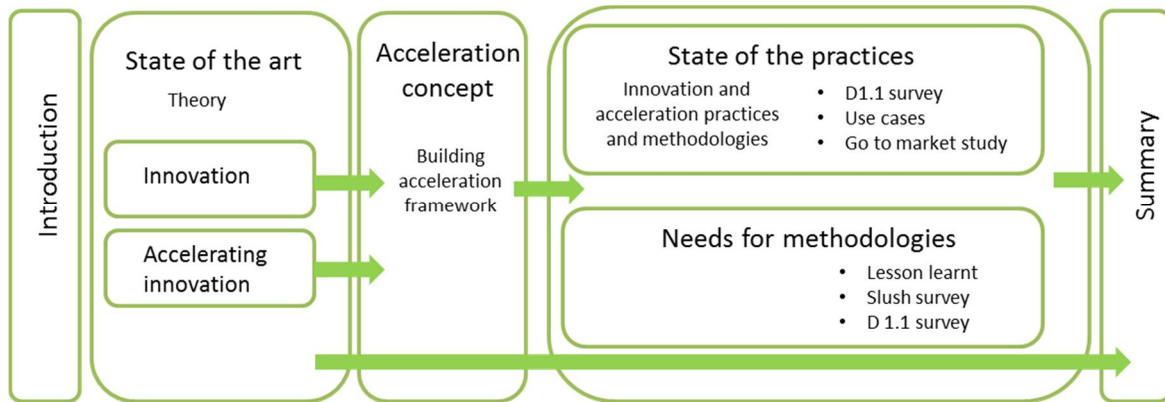 Introduction
State of the art
Theory
Innovation
Accelerating
innovation
Acceleration
concept
Building
acceleration
framework
State of the practices
Innovation and
acceleration practices
and methodologies
• D1.1 survey
• Use cases
• Go to market study
Needs for methodologies
• Lesson learnt
• Slush survey
• D 1.1 survey
Summary